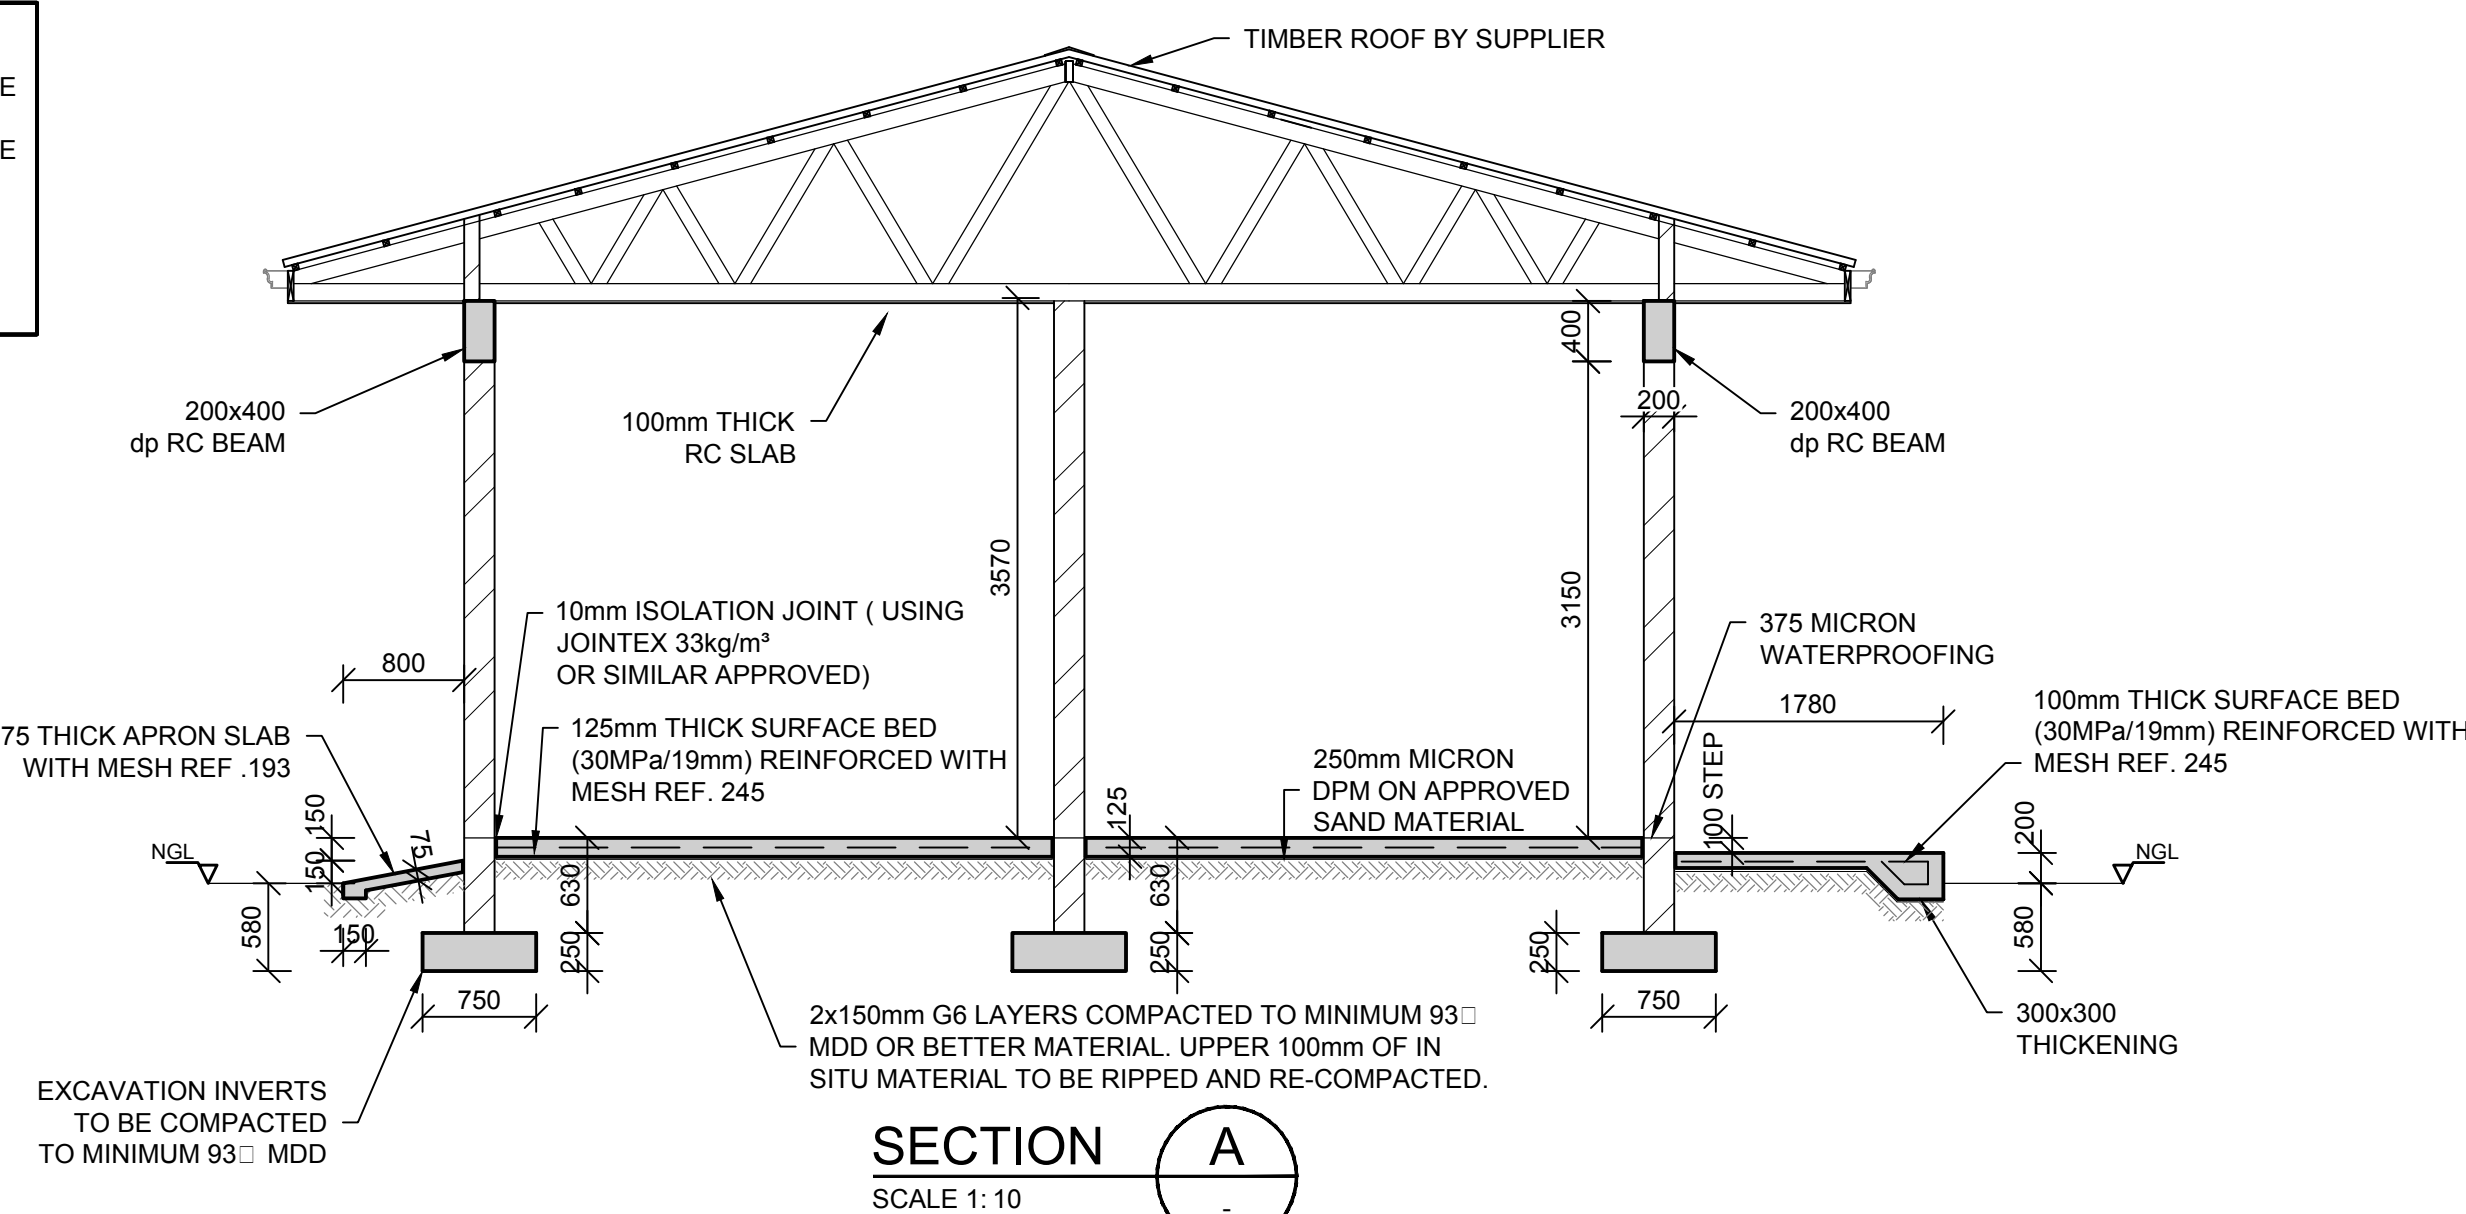 E
E
TIMBER ROOF BY SUPPLIER
200x400
dp RC BEAM
100mm THICK
RC SLAB
400
200
200x400
dp RC BEAM
3570
3150
10mm ISOLATION JOINT ( USING
JOINTEX 33kg/m³
OR SIMILAR APPROVED)
375 MICRON
WATERPROOFING
800
1780
75 THICK APRON SLAB
WITH MESH REF .193
125mm THICK SURFACE BED
(30MPa/19mm) REINFORCED WITH
MESH REF. 245
250mm MICRON
DPM ON APPROVED
SAND MATERIAL
100mm THICK SURFACE BED
(30MPa/19mm) REINFORCED WITH
MESH REF. 245
100 STEP
125
150
150
75
200
NGL
NGL
630
630
580
580
150
250
250
250
750
750
2x150mm G6 LAYERS COMPACTED TO MINIMUM 93□
MDD OR BETTER MATERIAL. UPPER 100mm OF IN
SITU MATERIAL TO BE RIPPED AND RE-COMPACTED.
300x300
THICKENING
EXCAVATION INVERTS
TO BE COMPACTED
TO MINIMUM 93□ MDD
SECTION
A
-
SCALE 1: 10